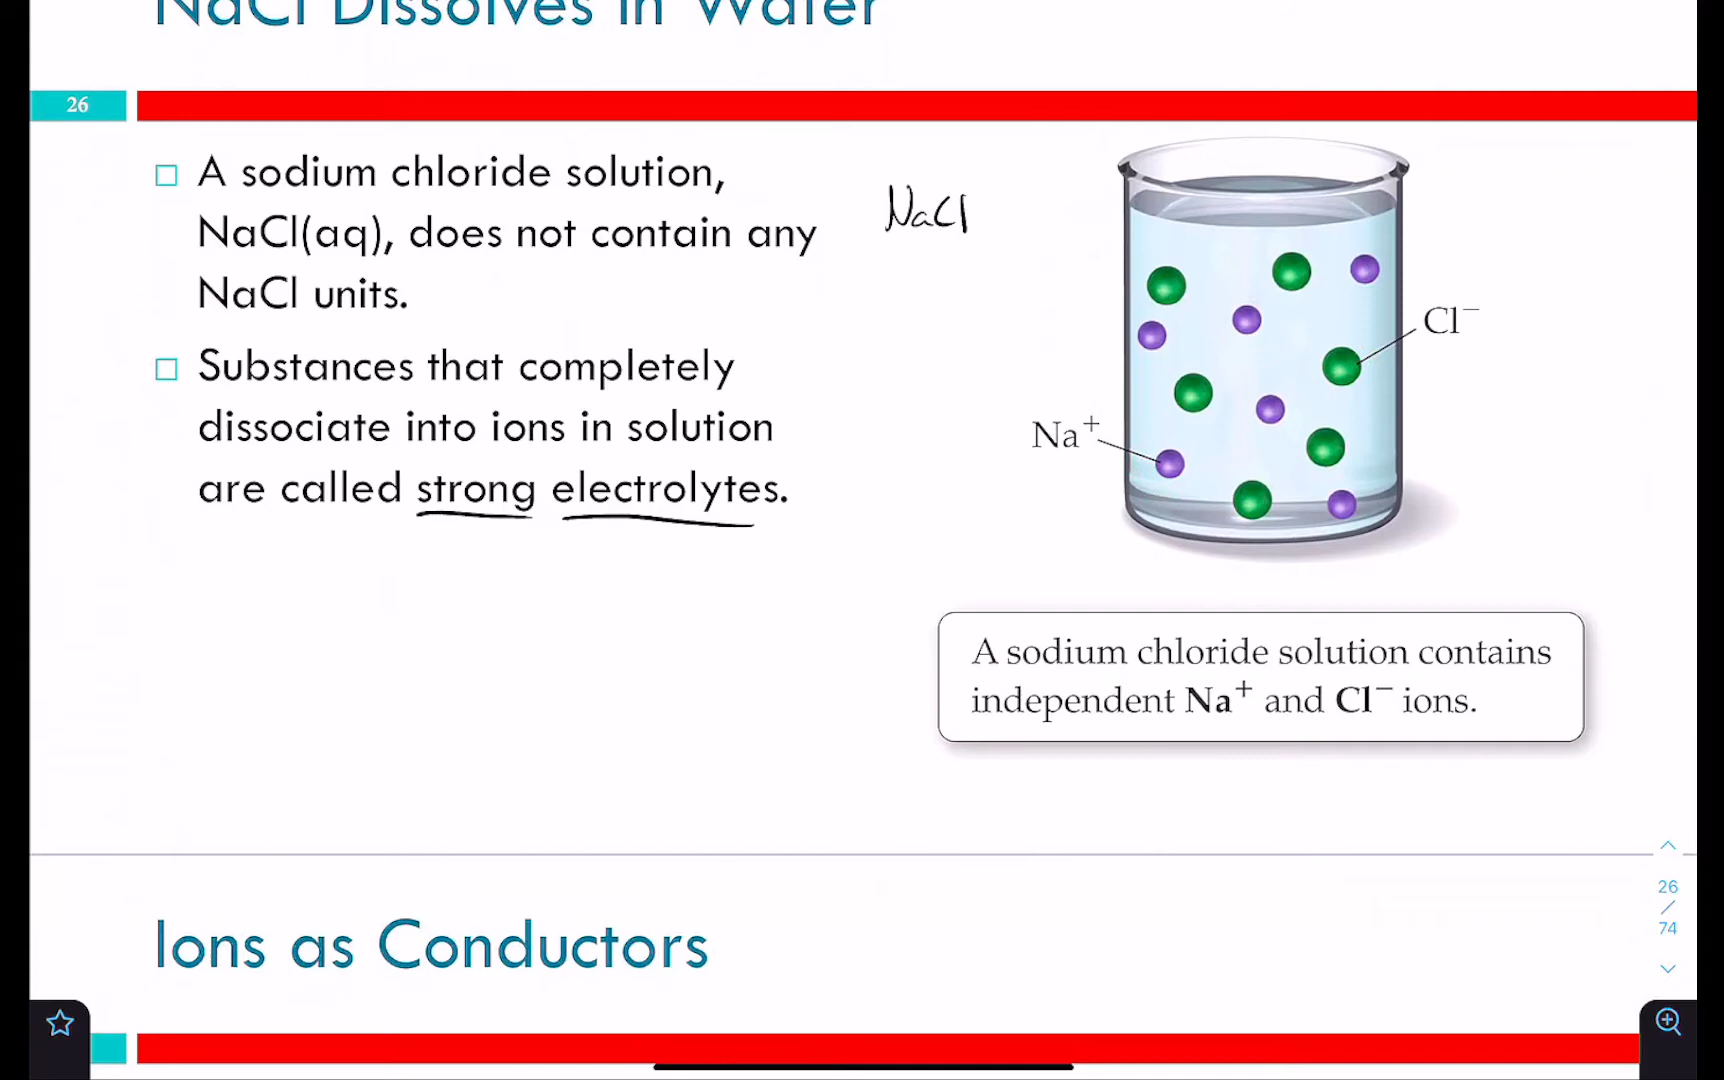 NaCl Dissolves in Water
26
A sodium chloride solution,
NaCl(aq), does not contain any
NaCl units.
Substances that completely
dissociate into ions in solution
are called strong electrolytes.
NaCl
Cl⁻
Na⁺
A sodium chloride solution contains
independent Na⁺ and Cl⁻ ions.
26
/
74
Ions as Conductors